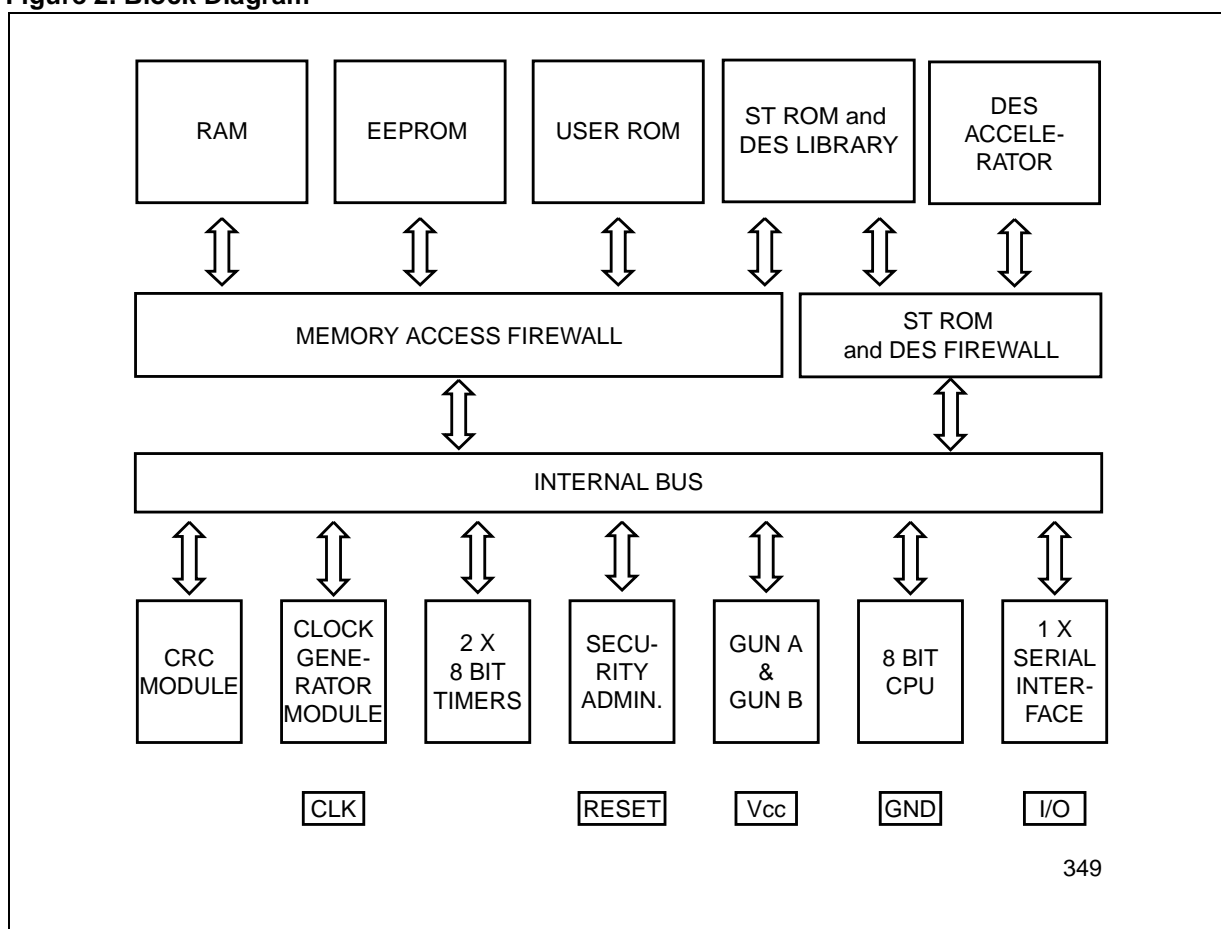 Figure 2. Block Diagram
RAM
EEPROM
USER ROM
ST ROM and
DES LIBRARY
DES
ACCELE-
RATOR
MEMORY ACCESS FIREWALL
ST ROM
and DES FIREWALL
INTERNAL BUS
CRC
MODULE
CLOCK
GENE-
RATOR
MODULE
2 X
8 BIT
TIMERS
SECU-
RITY
ADMIN.
GUN A
&
GUN B
8 BIT
CPU
1 X
SERIAL
INTER-
FACE
CLK
RESET
Vcc
GND
I/O
349